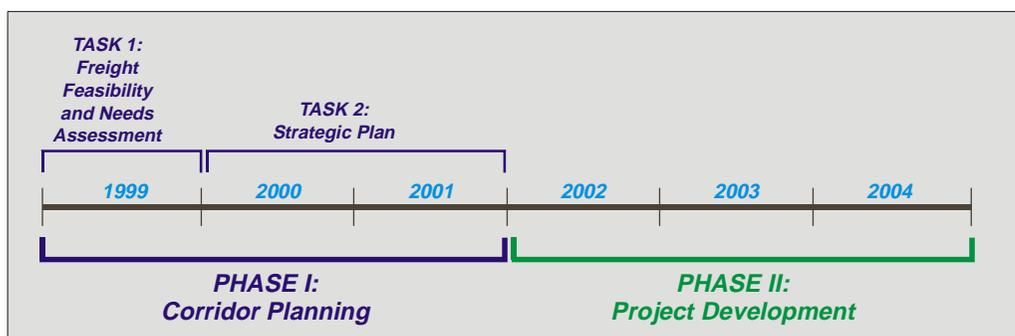 TASK 1:
Freight
Feasibility
and Needs
Assessment
TASK 2:
Strategic Plan
1999
2000
2001
2002
2003
2004
PHASE I:
Corridor Planning
PHASE II:
Project Development